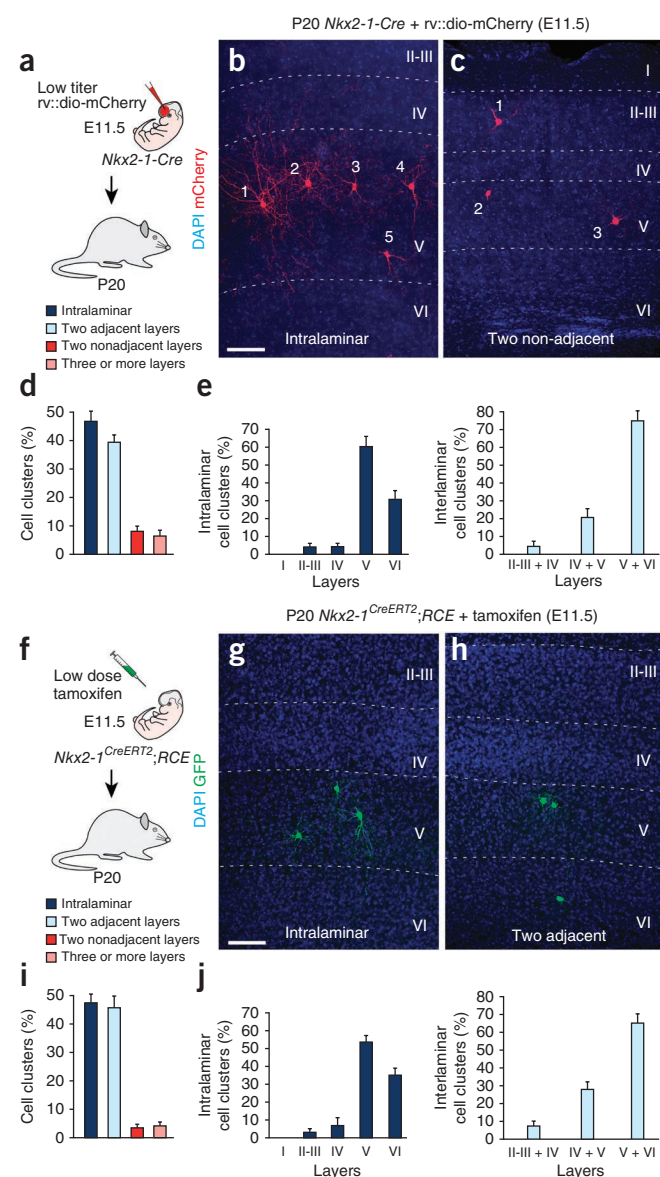 P20 Nkx2-1-Cre + rv::dio-mCherry (E11.5)
a
Low titer
rv::dio-mCherry
E11.5
Nkx2-1-Cre
P20
Intralaminar
Two adjacent layers
Two nonadjacent layers
Three or more layers
DAPI mCherry
b
II-III
IV
1
2
3
4
5
V
VI
Intralaminar
c
I
1
II-III
IV
2
3
V
VI
Two non-adjacent
d
Cell clusters (%)
50
40
30
20
10
0
e
Intralaminar
cell clusters (%)
70
60
50
40
30
20
10
0
I II-III IV V VI
Layers
Interlaminar
cell clusters (%)
80
70
60
50
40
30
20
10
0
II-III + IV IV + V V + VI
Layers
P20 Nkx2-1CreERT2;RCE + tamoxifen (E11.5)
f
Low dose
tamoxifen
E11.5
Nkx2-1CreERT2;RCE
P20
Intralaminar
Two adjacent layers
Two nonadjacent layers
Three or more layers
DAPI GFP
g
II-III
IV
V
VI
Intralaminar
h
II-III
IV
V
VI
Two adjacent
i
Cell clusters (%)
50
40
30
20
10
0
j
Intralaminar
cell clusters (%)
70
60
50
40
30
20
10
0
I II-III IV V VI
Layers
Interlaminar
cell clusters (%)
80
70
60
50
40
30
20
10
0
II-III + IV IV + V V + VI
Layers